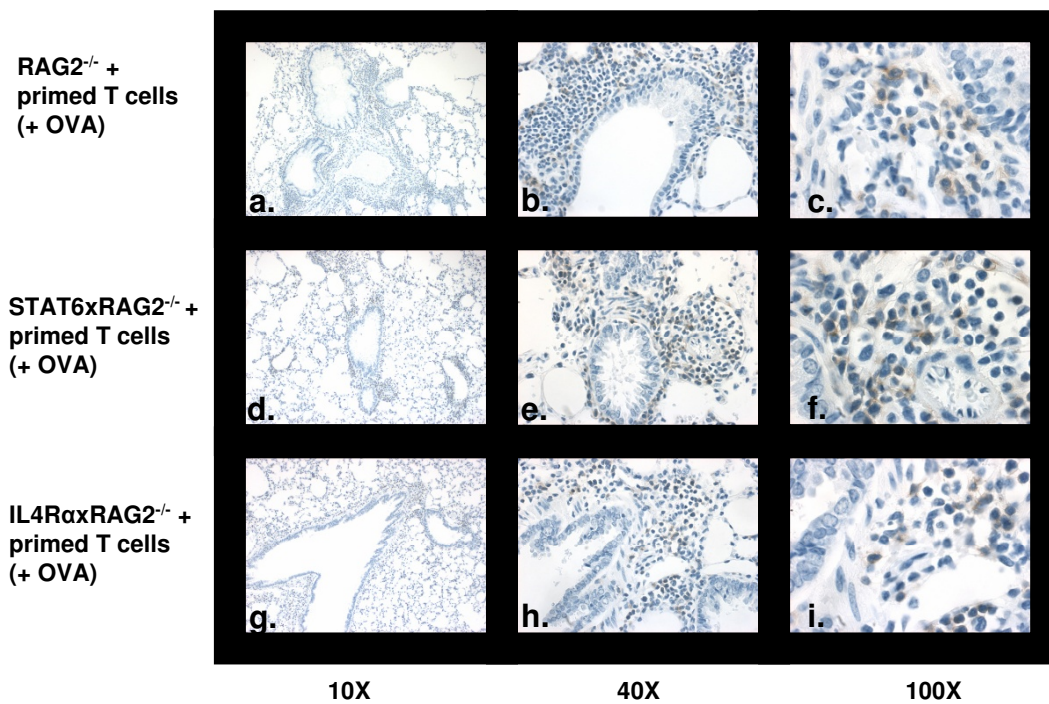 RAG2-/- +
primed T cells
(+ OVA)
a.
b.
c.
STAT6xRAG2-/- +
primed T cells
(+ OVA)
d.
e.
f.
IL4RαxRAG2-/- +
primed T cells
(+ OVA)
g.
h.
i.
10X
40X
100X